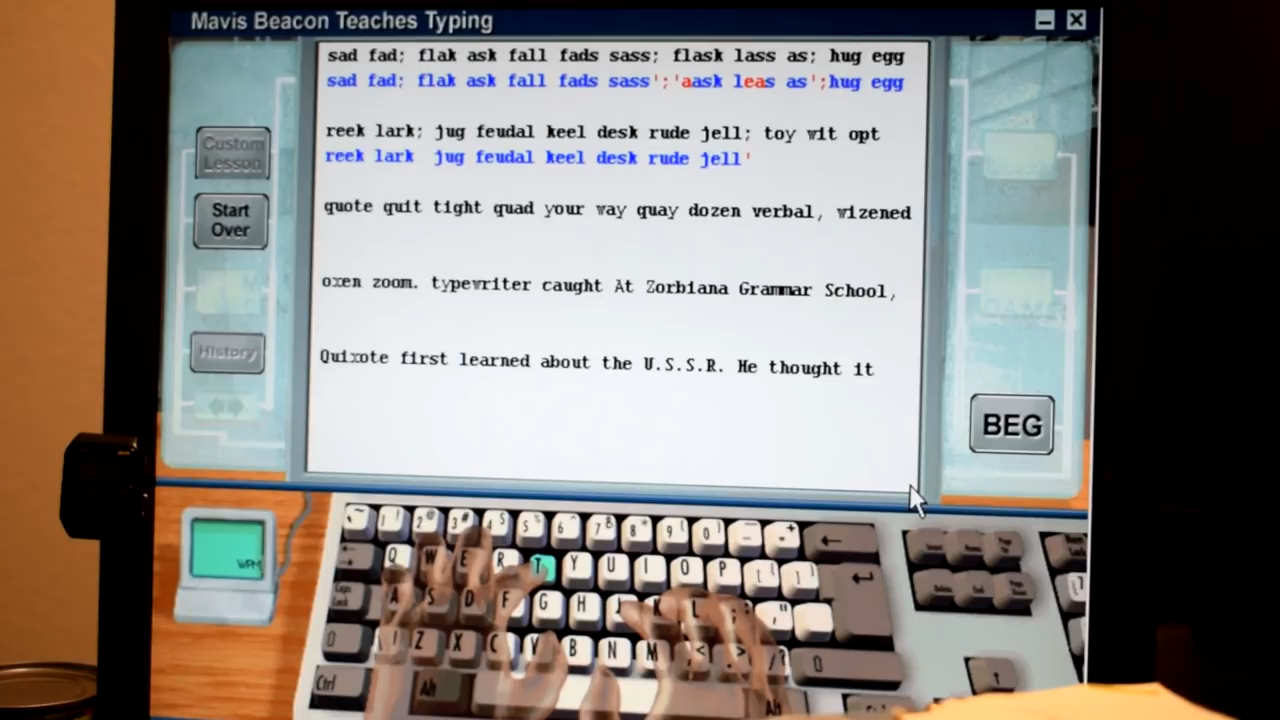 Mavis Beacon Teaches Typing
sad fad; flak ask fall fads sass; flask lass as; hug egg
sad fad; flak ask fall fads sass';'aask leas as';hug egg
reek lark; jug feudal keel desk rude jell; toy wit opt
reek lark  jug feudal keel desk rude jell'
quote quit tight quad your way quay dozen verbal, wizened
oxen zoom. typewriter caught At Zorbiana Grammar School,
Quixote first learned about the U.S.S.R. He thought it
Custom
Lesson
Start
Over
History
BEG
WPM
Q W E R T Y U I O P
A S D F G H J K L
Z X C V B N M
Ctrl
Alt